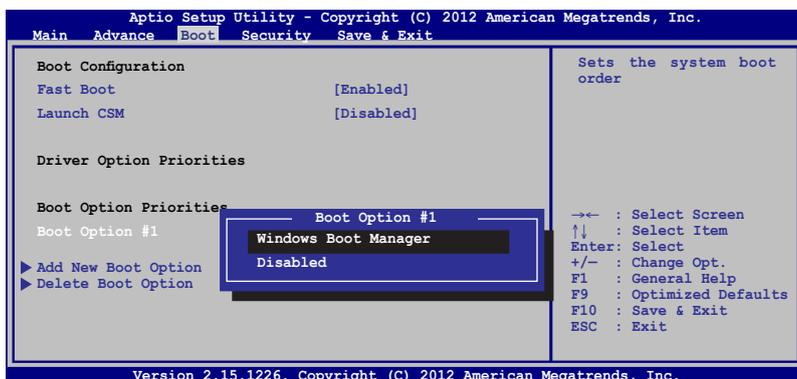 Aptio Setup Utility - Copyright (C) 2012 American Megatrends, Inc.
Main Advance Boot Security Save & Exit
Boot Configuration
Fast Boot [Enabled]
Launch CSM [Disabled]
Driver Option Priorities
Boot Option Priorities
Boot Option #1
Add New Boot Option
Delete Boot Option
Boot Option #1
Windows Boot Manager
Disabled
Sets the system boot
order
→← : Select Screen
↑↓ : Select Item
Enter: Select
+/— : Change Opt.
F1 : General Help
F9 : Optimized Defaults
F10 : Save & Exit
ESC : Exit
Version 2.15.1226. Copyright (C) 2012 American Megatrends, Inc.